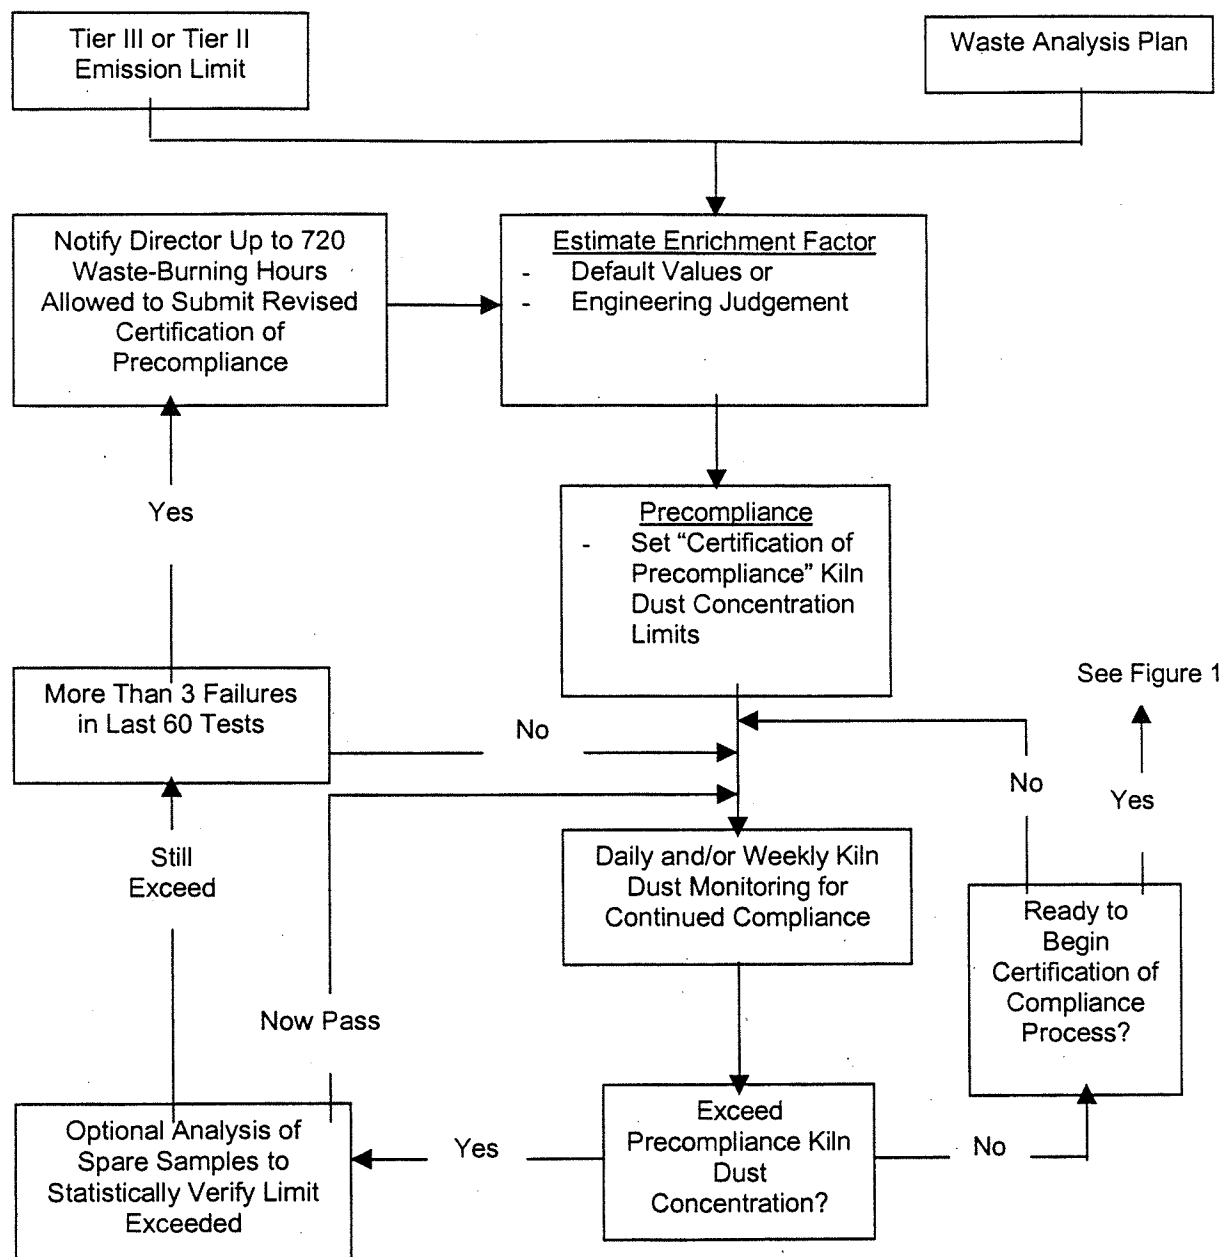 Tier III or Tier II
Emission Limit
Waste Analysis Plan
Notify Director Up to 720
Waste-Burning Hours
Allowed to Submit Revised
Certification of
Precompliance
Estimate Enrichment Factor
- Default Values or
- Engineering Judgement
Yes
Precompliance
- Set “Certification of
Precompliance” Kiln
Dust Concentration
Limits
See Figure 1
More Than 3 Failures
in Last 60 Tests
No
No
Yes
Still
Exceed
Daily and/or Weekly Kiln
Dust Monitoring for
Continued Compliance
Ready to
Begin
Certification of
Compliance
Process?
Now Pass
Optional Analysis of
Spare Samples to
Statistically Verify Limit
Exceeded
Yes
Exceed
Precompliance Kiln
Dust
Concentration?
No